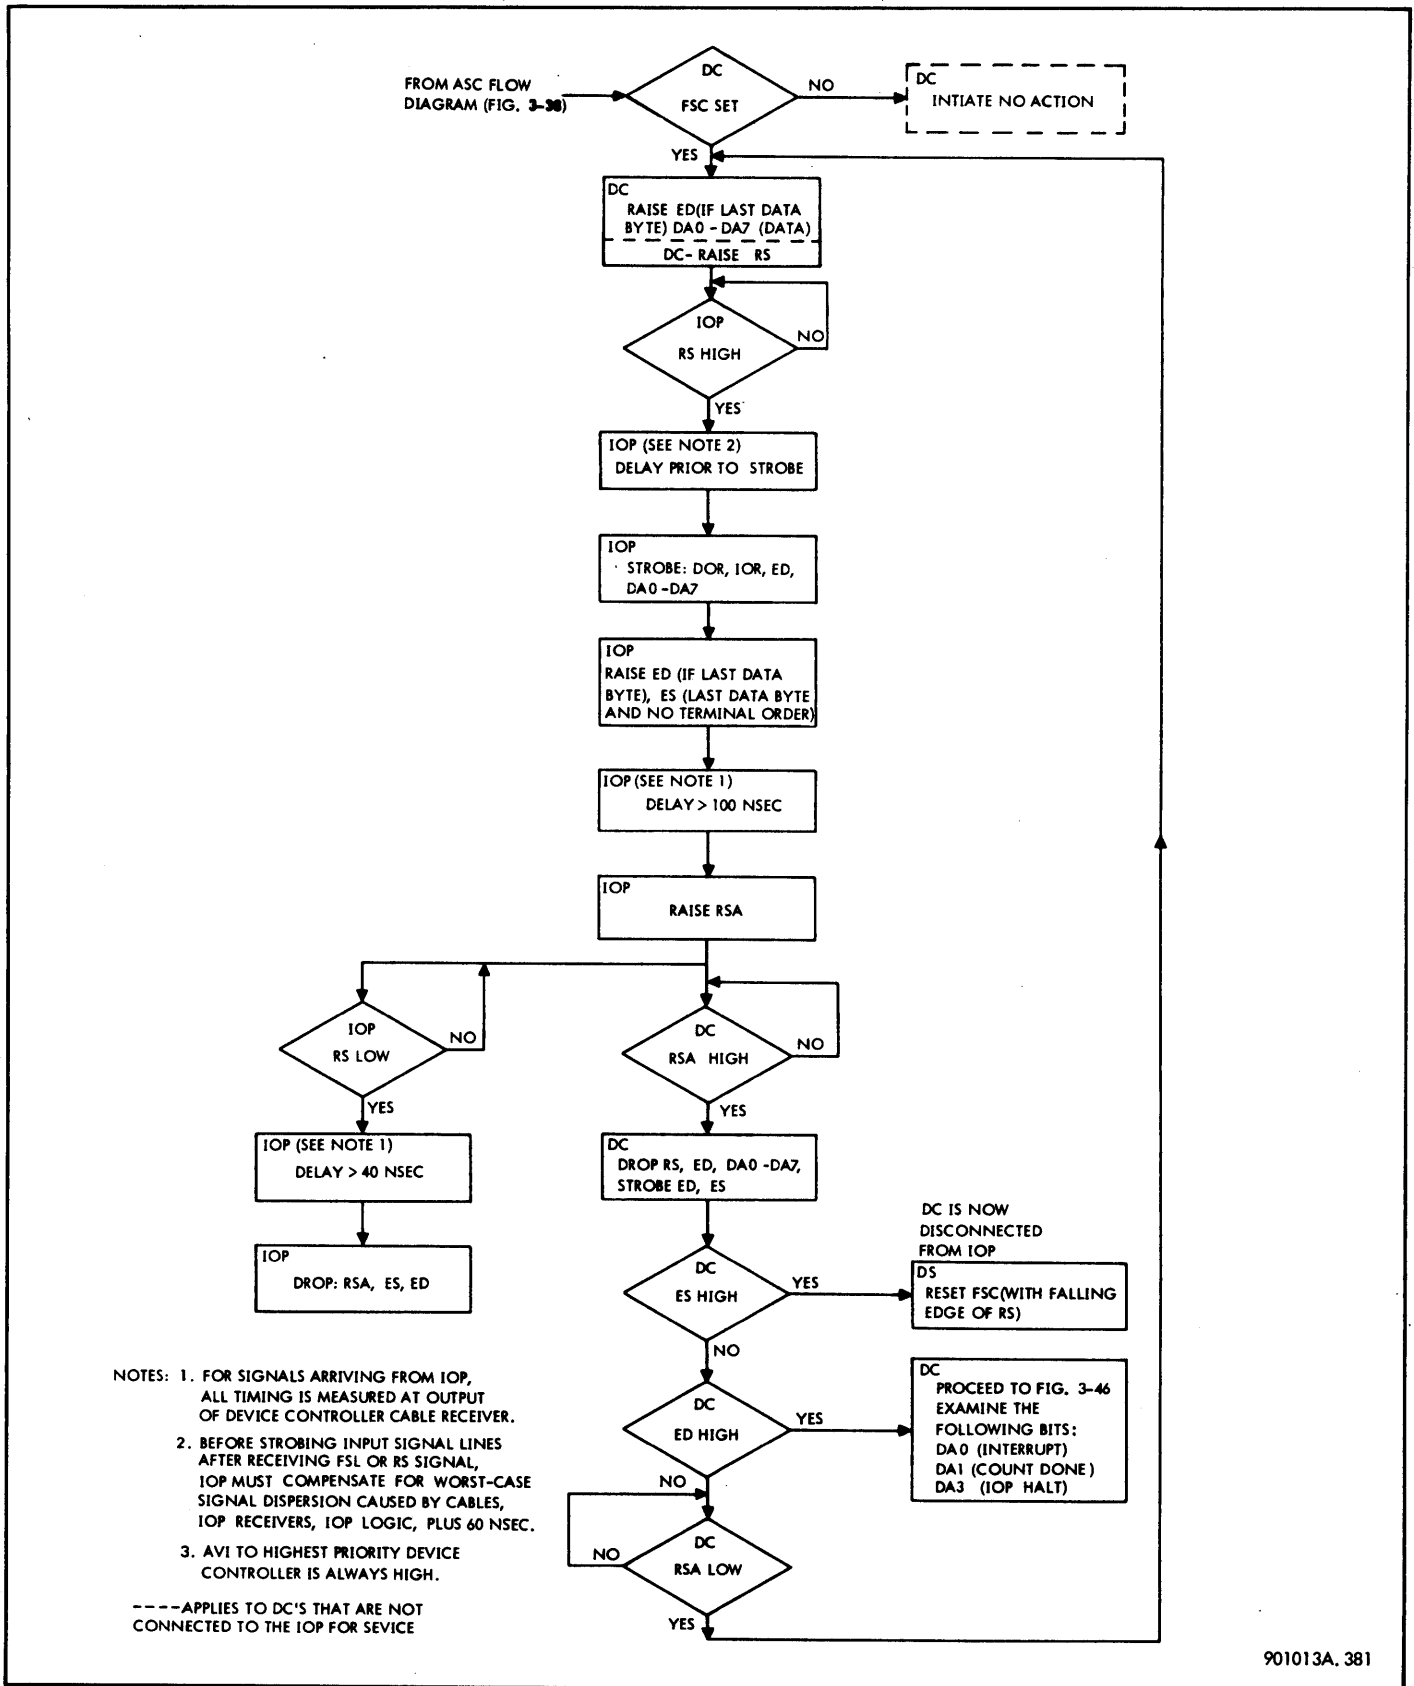 FROM ASC FLOW
DIAGRAM (FIG. 3-38)
DC
FSC SET
NO
DC
INTIATE NO ACTION
YES
DC
RAISE ED(IF LAST DATA
BYTE) DA0 - DA7 (DATA)
DC- RAISE RS
IOP
RS HIGH
NO
YES
IOP (SEE NOTE 2)
DELAY PRIOR TO STROBE
IOP
STROBE: DOR, IOR, ED,
DA0 -DA7
IOP
RAISE ED (IF LAST DATA
BYTE), ES (LAST DATA BYTE
AND NO TERMINAL ORDER)
IOP (SEE NOTE 1)
DELAY > 100 NSEC
IOP
RAISE RSA
IOP
RS LOW
NO
YES
DC
RSA HIGH
NO
YES
IOP (SEE NOTE 1)
DELAY > 40 NSEC
IOP
DROP: RSA, ES, ED
DC
DROP RS, ED, DA0 -DA7,
STROBE ED, ES
DC
ES HIGH
YES
NO
DC IS NOW
DISCONNECTED
FROM IOP
DS
RESET FSC(WITH FALLING
EDGE OF RS)
DC
ED HIGH
YES
NO
DC
PROCEED TO FIG. 3-46
EXAMINE THE
FOLLOWING BITS:
DA0 (INTERRUPT)
DA1 (COUNT DONE)
DA3 (IOP HALT)
DC
RSA LOW
NO
YES
NOTES: 1. FOR SIGNALS ARRIVING FROM IOP,
ALL TIMING IS MEASURED AT OUTPUT
OF DEVICE CONTROLLER CABLE RECEIVER.
2. BEFORE STROBING INPUT SIGNAL LINES
AFTER RECEIVING FSL OR RS SIGNAL,
IOP MUST COMPENSATE FOR WORST-CASE
SIGNAL DISPERSION CAUSED BY CABLES,
IOP RECEIVERS, IOP LOGIC, PLUS 60 NSEC.
3. AVI TO HIGHEST PRIORITY DEVICE
CONTROLLER IS ALWAYS HIGH.
----APPLIES TO DC'S THAT ARE NOT
CONNECTED TO THE IOP FOR SEVICE
901013A. 381